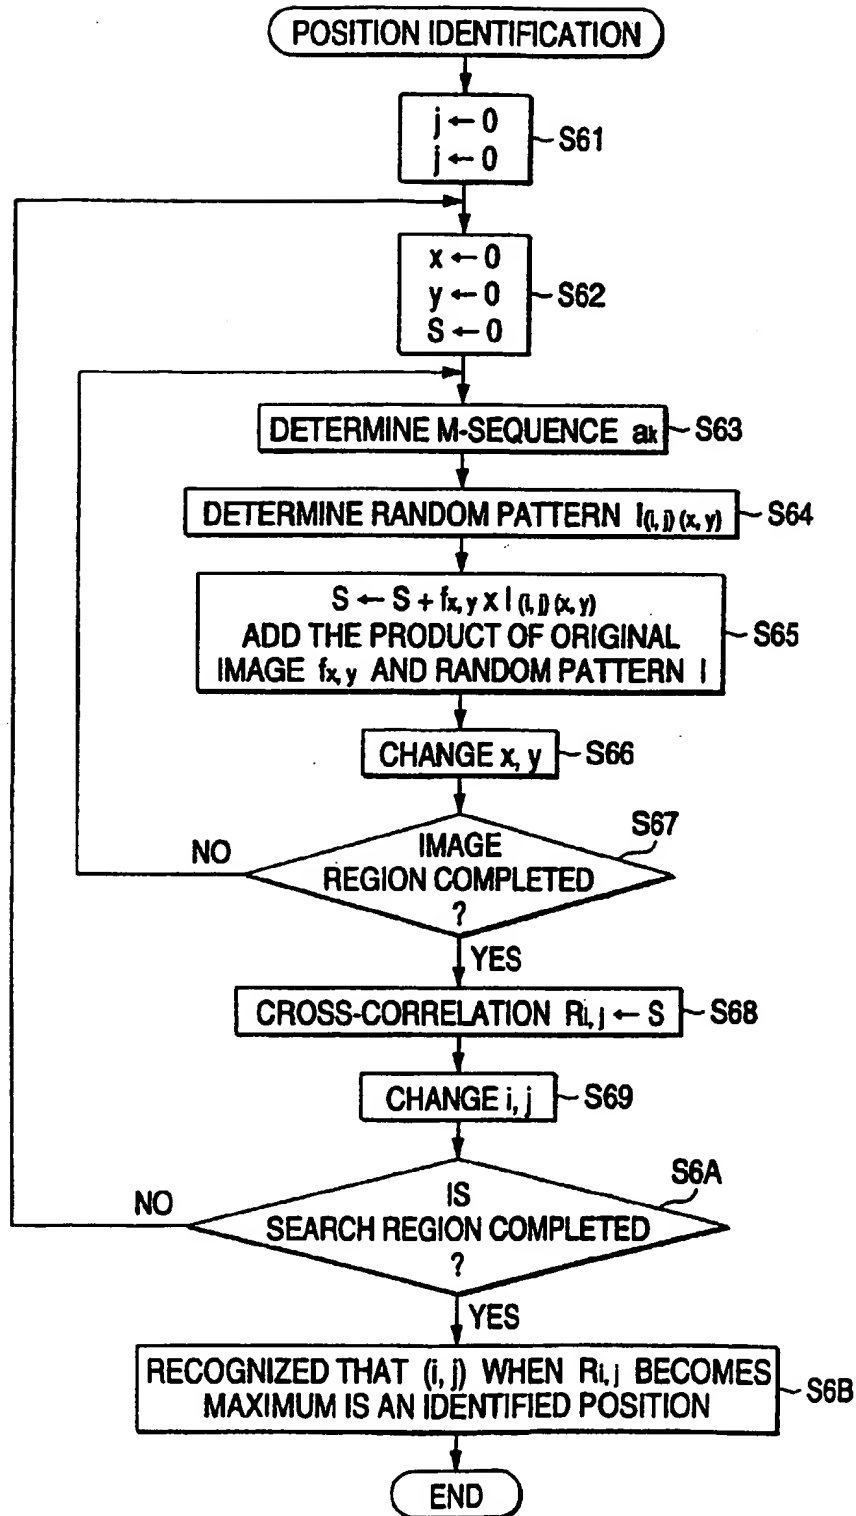 POSITION IDENTIFICATION
j ← 0
j ← 0
S61
x ← 0
y ← 0
S ← 0
S62
DETERMINE M-SEQUENCE ak
S63
DETERMINE RANDOM PATTERN I(i, j) (x, y)
S64
S ← S + fx, y x I (i, j) (x, y)
ADD THE PRODUCT OF ORIGINAL
IMAGE fx, y AND RANDOM PATTERN I
S65
CHANGE x, y
S66
IMAGE
REGION COMPLETED
?
S67
NO
YES
CROSS-CORRELATION Ri, j ← S
S68
CHANGE i, j
S69
IS
SEARCH REGION COMPLETED
?
S6A
NO
YES
RECOGNIZED THAT (i, j) WHEN Ri, j BECOMES
MAXIMUM IS AN IDENTIFIED POSITION
S6B
END